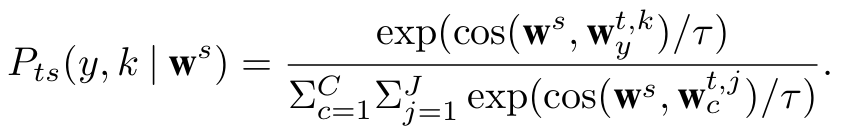 P_{ts}(y, k | \mathbf{w}^s) = \frac{\exp(\cos(\mathbf{w}^s, \mathbf{w}_y^{t,k})/\tau)}{\Sigma_{c=1}^{C} \Sigma_{j=1}^{J} \exp(\cos(\mathbf{w}^s, \mathbf{w}_c^{t,j})/\tau)}.